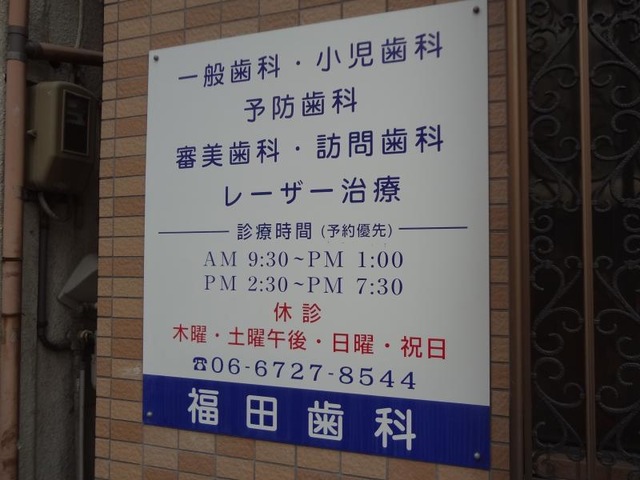 一般歯科・小児歯科
予防歯科
審美歯科・訪問歯科
レーザー治療
診療時間（予約優先）
AM 9:30～PM 1:00
PM 2:30～PM 7:30
休診
木曜・土曜午後・日曜・祝日
☎06-6727-8544
福田歯科